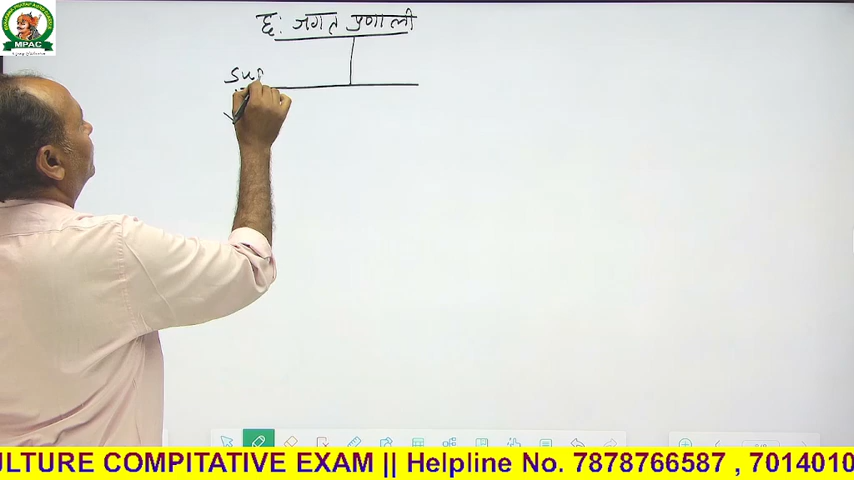 MPAC
छः जगत प्रणाली
Sup
ULTURE COMPITATIVE EXAM || Helpline No. 7878766587 , 7014010